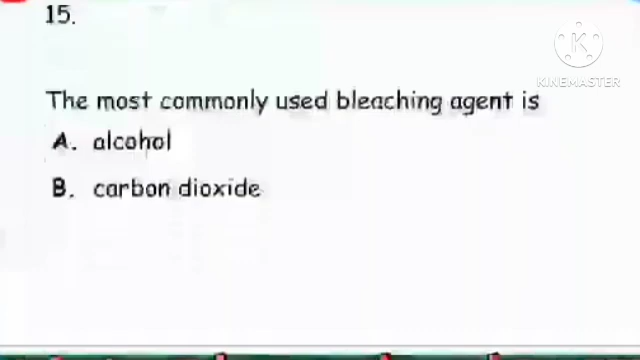 15.
K
KINEMASTER
The most commonly used bleaching agent is
A. alcohol
B. carbon dioxide